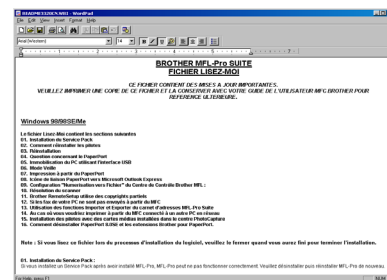 README3320CN.WRI - WordPad
File Edit View Insert Format Help
Arial (Western) 14
BROTHER MFL-Pro SUITE
FICHIER LISEZ-MOI
CE FICHIER CONTIENT DES MISES A JOUR IMPORTANTES.
VEUILLEZ IMPRIMER UNE COPIE DE CE FICHIER ET LA CONSERVER AVEC VOTRE GUIDE DE L'UTILISATEUR MFC BROTHER POUR
REFERENCE ULTERIEURE.
Windows 98/98SE/Me
Le fichier Lisez-Moi contient les sections suivantes
01. Installation du Service Pack
02. Comment réinstaller les pilotes
03. Réinstallation
04. Question concernant le PaperPort
05. Immobilisation du PC utilisant l'interface USB
06. Mode Veille
07. Impression à partir du PaperPort
08. Icône de liaison PaperPort vers Microsoft Outlook Express
09. Configuration "Numérisation vers Fichier" du Centre de Contrôle Brother MFL :
10. Résolution du scanner
11. Brother RemoteSetup utilise des copyrights partiels
12. Si les fax de votre PC ne sont pas envoyés à partir du MFC
13. Utilisation des fonctions Importer et Exporter du carnet d'adresses MFL-Pro Suite
14. Au cas où vous voudriez imprimer à partir du MFC connecté à un autre PC en réseau
15. Installation des pilotes avec des cartes médias installées dans le centre PhotoCapture
16. Comment désinstaller PaperPort 8.0SE et les extensions Brother pour PaperPort.
Note : Si vous lisez ce fichier lors du processus d'installation du logiciel, veuillez le fermer quand vous aurez fini pour terminer l'installation.
01. Installation du Service Pack :
Si vous installez un Service Pack après avoir installé MFL-Pro, MFL-Pro peut ne pas fonctionner correctement. Veuillez désinstaller puis réinstaller MFL-Pro de nouveau
For Help, press F1
NUM